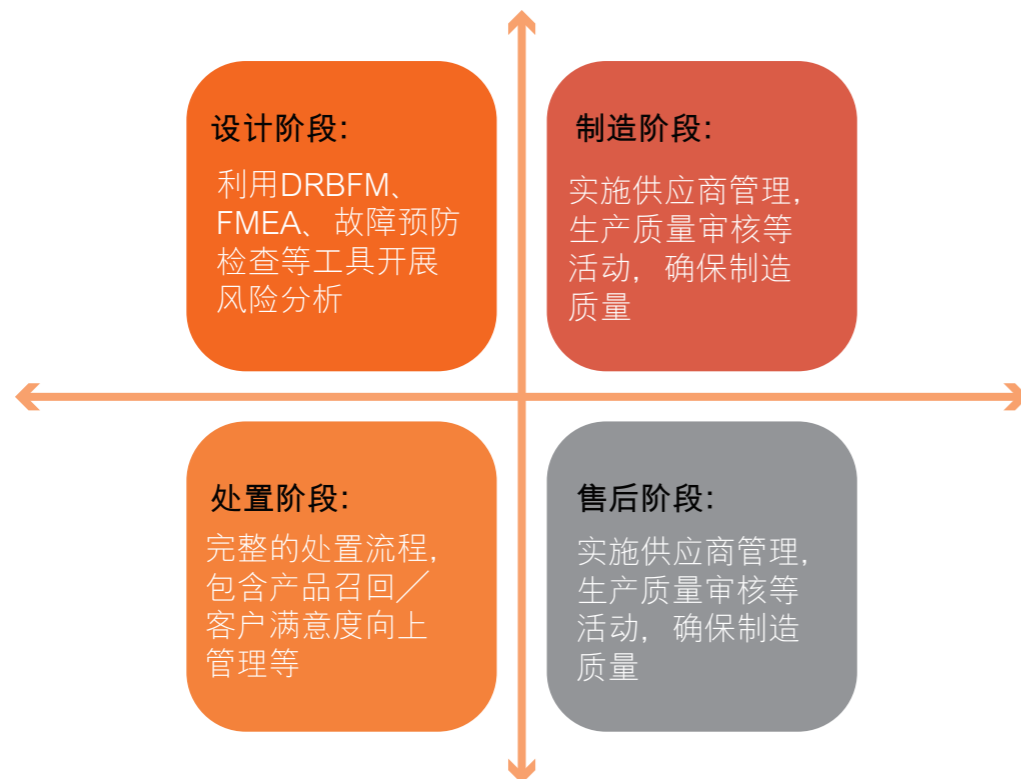 设计阶段：
利用DRBFM、
FMEA、故障预防
检查等工具开展
风险分析
制造阶段：
实施供应商管理，
生产质量审核等
活动，确保制造
质量
处置阶段：
完整的处置流程，
包含产品召回／
客户满意度向上
管理等
售后阶段：
实施供应商管理，
生产质量审核等
活动，确保制造
质量